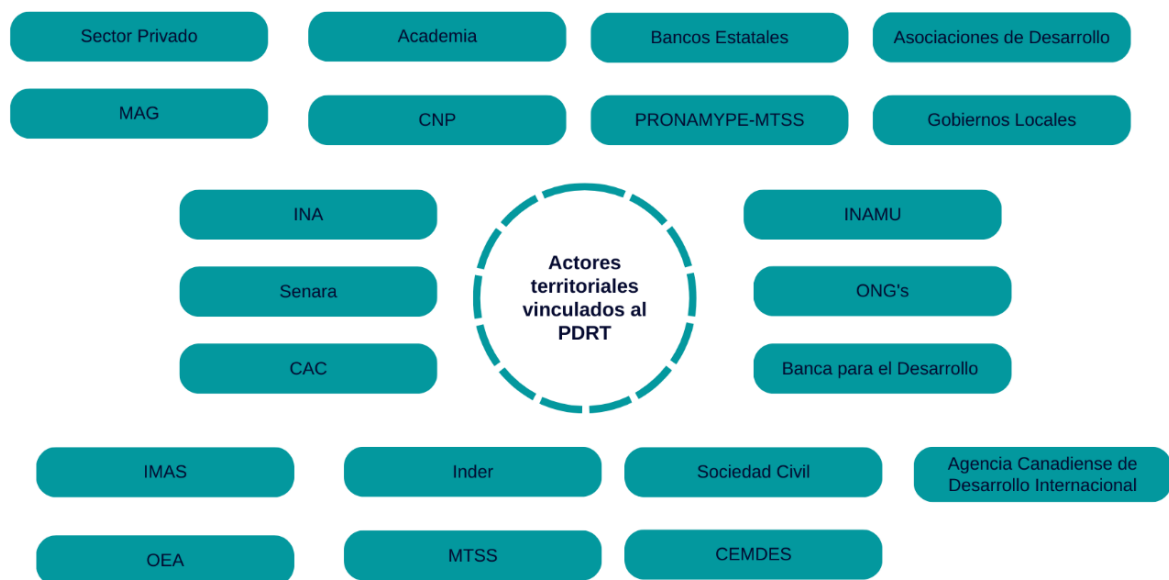 Sector Privado
Academia
Bancos Estatales
Asociaciones de Desarrollo
MAG
CNP
PRONAMYPE-MTSS
Gobiernos Locales
INA
INAMU
Actores
territoriales
vinculados al
PDRT
Senara
ONG's
CAC
Banca para el Desarrollo
IMAS
Inder
Sociedad Civil
Agencia Canadiense de
Desarrollo Internacional
OEA
MTSS
CEMDES